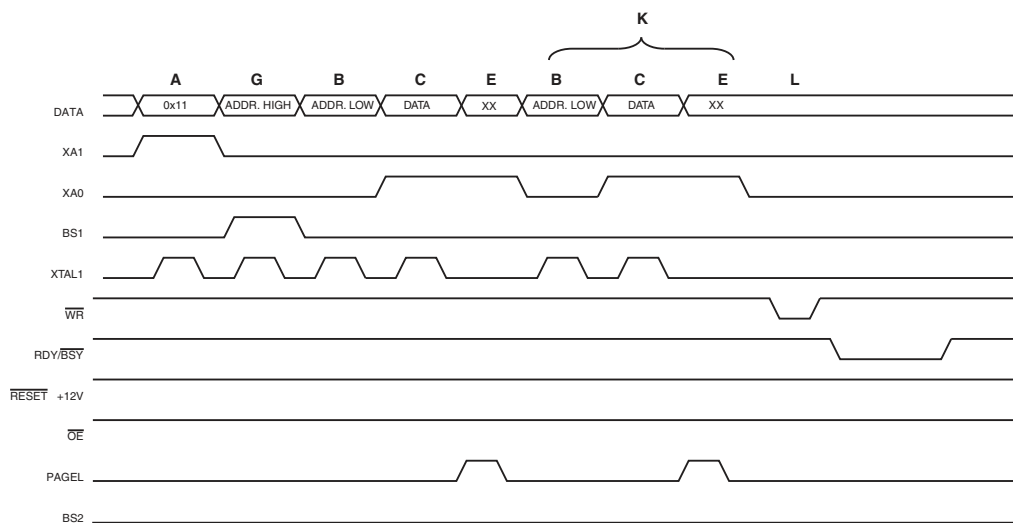 K
A G B C E B C E L
DATA 0x11 ADDR. HIGH ADDR. LOW DATA XX ADDR. LOW DATA XX
XA1
XA0
BS1
XTAL1
WR
RDY/BSY
RESET +12V
OE
PAGEL
BS2